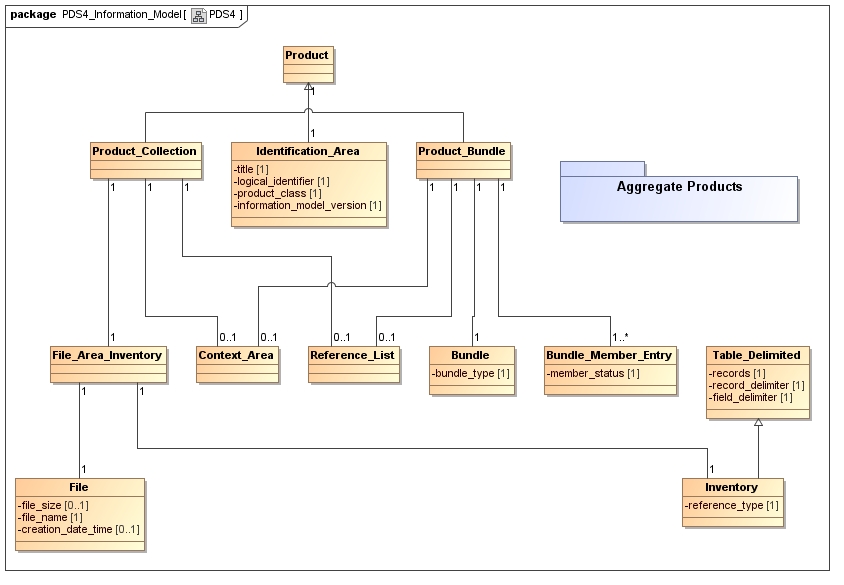 package PDS4_Information_Model[ PDS4 ]
Product
1
1
Product_Collection
Identification_Area
-title [1]
-logical_identifier [1]
-product_class [1]
-information_model_version [1]
Product_Bundle
Aggregate Products
1 1 1
1 1 1 1
1
0..1
0..1
0..1
0..1
1
1..*
File_Area_Inventory
Context_Area
Reference_List
Bundle
-bundle_type [1]
Bundle_Member_Entry
-member_status [1]
Table_Delimited
-records [1]
-record_delimiter [1]
-field_delimiter [1]
1
1
1
1
File
-file_size [0..1]
-file_name [1]
-creation_date_time [0..1]
Inventory
-reference_type [1]